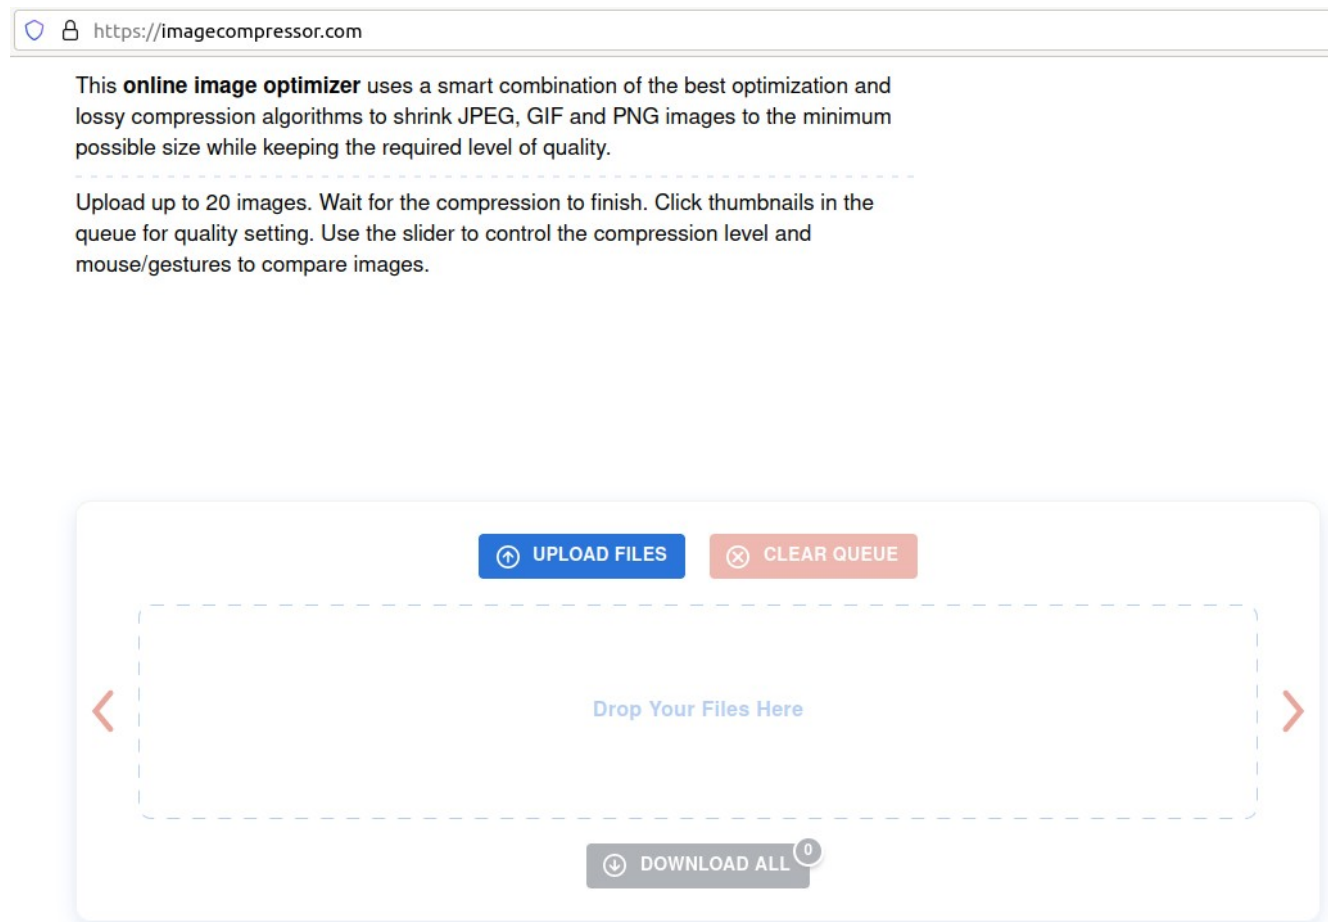 https://imagecompressor.com
This online image optimizer uses a smart combination of the best optimization and
lossy compression algorithms to shrink JPEG, GIF and PNG images to the minimum
possible size while keeping the required level of quality.
Upload up to 20 images. Wait for the compression to finish. Click thumbnails in the
queue for quality setting. Use the slider to control the compression level and
mouse/gestures to compare images.
UPLOAD FILES
CLEAR QUEUE
Drop Your Files Here
DOWNLOAD ALL
0